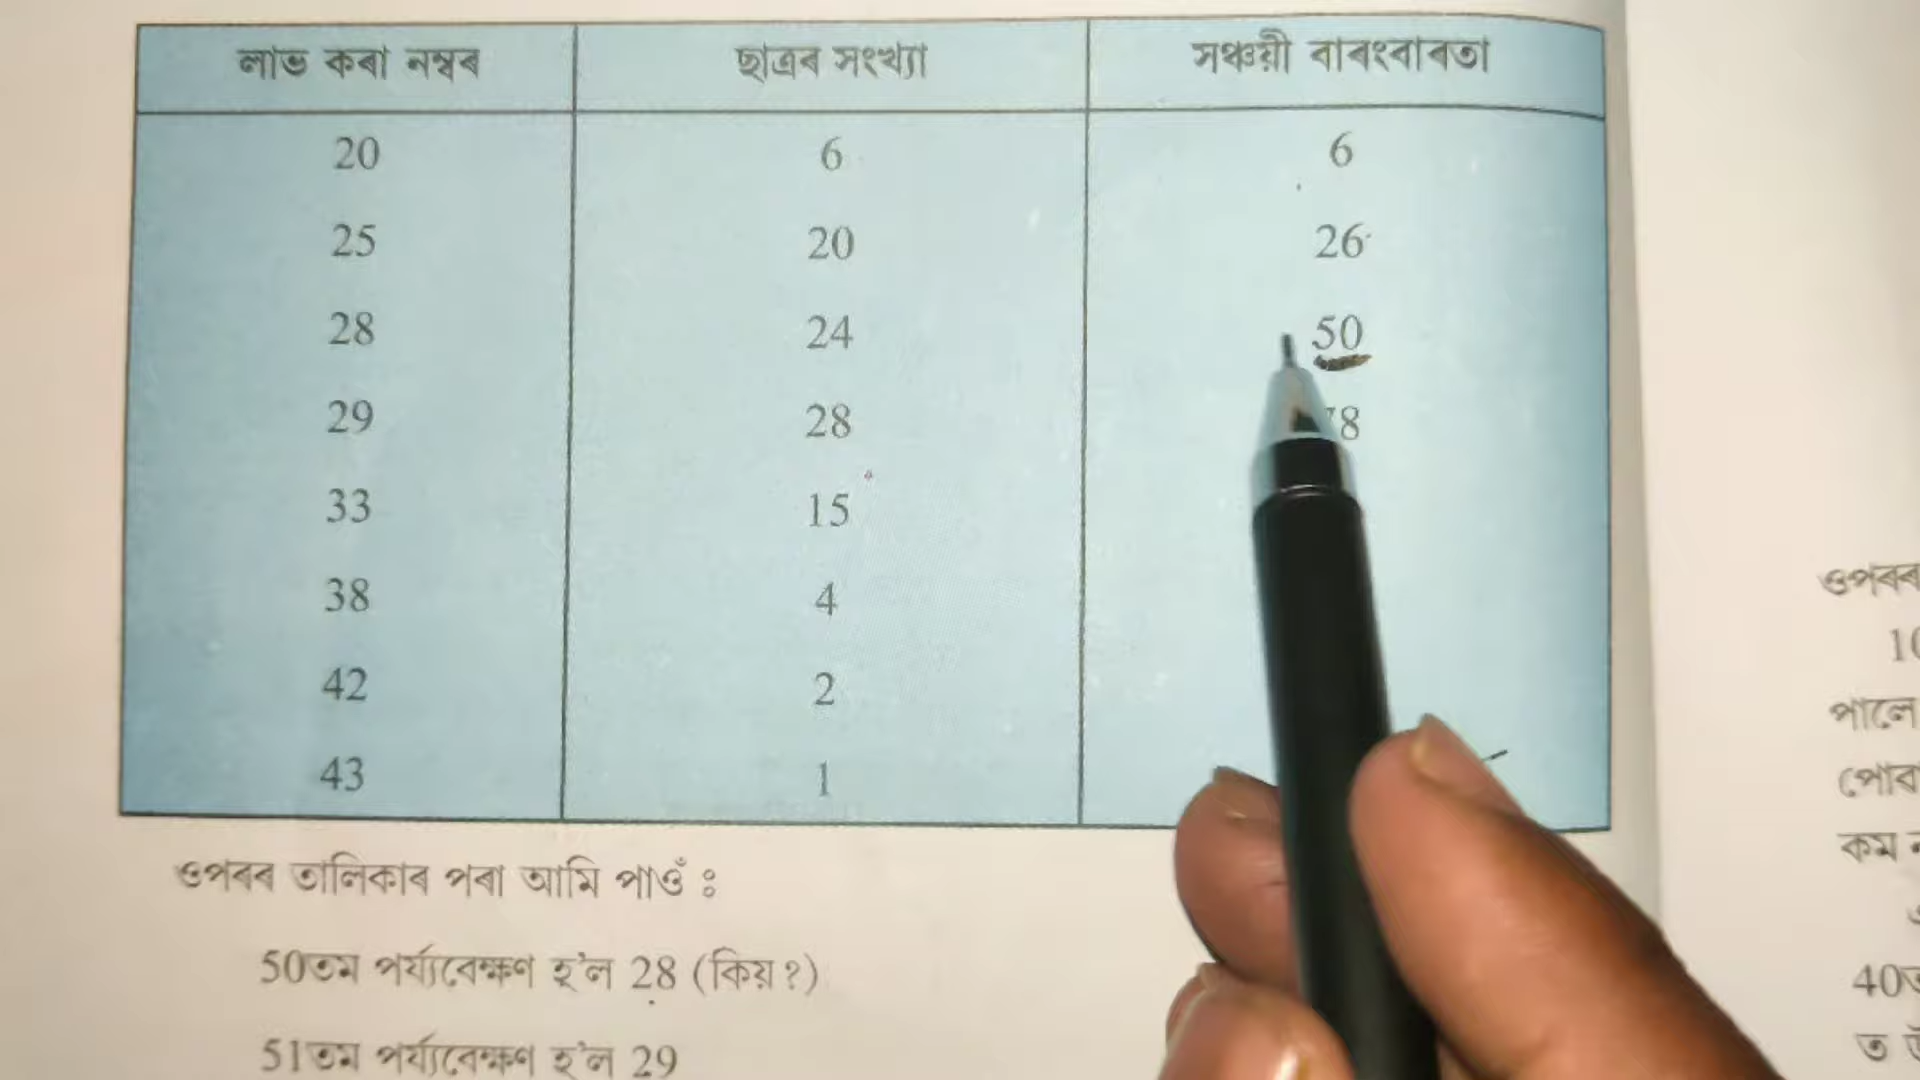 লাভ কৰা নম্বৰ ছাত্ৰৰ সংখ্যা সঞ্চয়ী বাৰংবাৰতা
20 6 6
25 20 26
28 24 50
29 28
33 15
38 4
42 2
43 1
ওপৰৰ তালিকাৰ পৰা আমি পাওঁ :
50তম পৰ্য্যবেক্ষণ হ'ল 28 (কিয় ?)
51তম পৰ্য্যবেক্ষণ হ'ল 29
পালে
কম